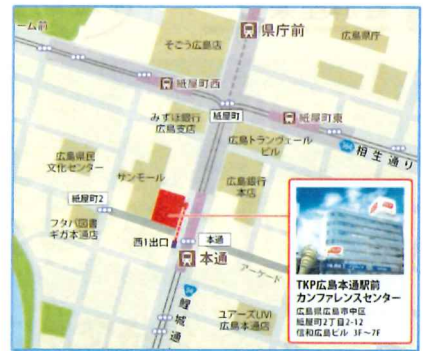 ーム前
そごう広島店
県庁前
広島県庁
紙屋町西
みずほ銀行
広島支店
紙屋町
紙屋町東
広島トランヴェール
ビル
相生通り
広島県民
文化センター
サンモール
広島銀行
本店
紙屋町2
フタバ図書
ギガ本通店
西1出口
本通
本通
アーケード
鯉城通
ユアーズLIVI
広島本通店
TKP広島本通駅前
カンファレンスセンター
広島県広島市中区
紙屋町2丁目2-12
信和広島ビル 3F〜7F